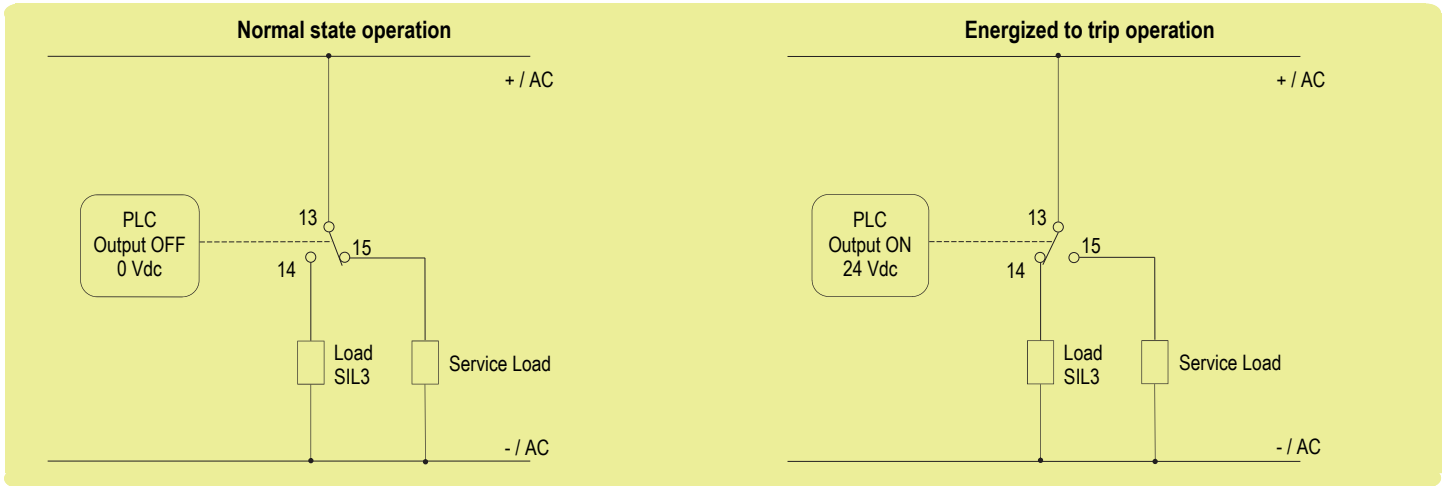 Normal state operation
+ / AC
PLC
Output OFF
0 Vdc
13
15
14
Load
SIL3
Service Load
- / AC
Energized to trip operation
+ / AC
PLC
Output ON
24 Vdc
13
15
14
Load
SIL3
Service Load
- / AC